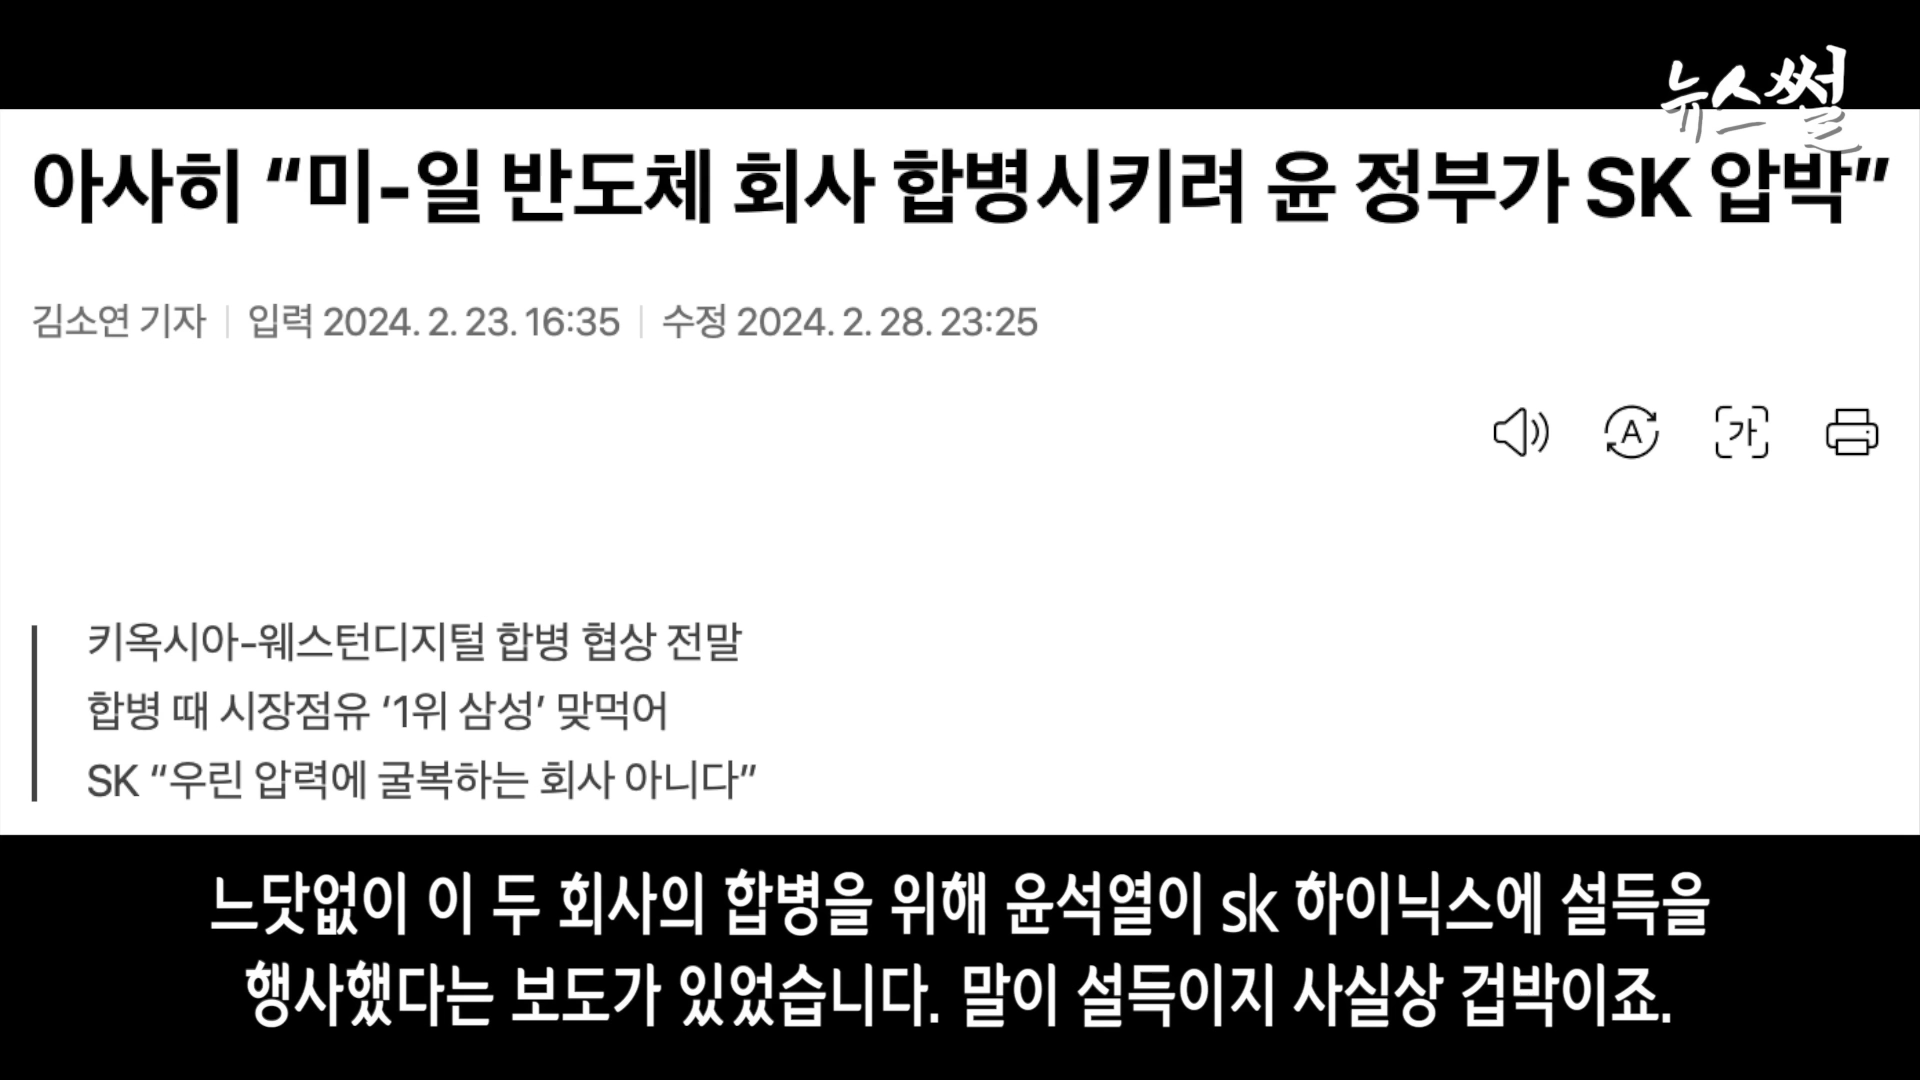 뉴스썰
아사히 “미-일 반도체 회사 합병시키려 윤 정부가 SK 압박”
김소연 기자 | 입력 2024. 2. 23. 16:35 | 수정 2024. 2. 28. 23:25
A 가
키옥시아-웨스턴디지털 합병 협상 전말
합병 때 시장점유 ‘1위 삼성’ 맞먹어
SK “우린 압력에 굴복하는 회사 아니다”
느닷없이 이 두 회사의 합병을 위해 윤석열이 sk 하이닉스에 설득을
행사했다는 보도가 있었습니다. 말이 설득이지 사실상 겁박이죠.